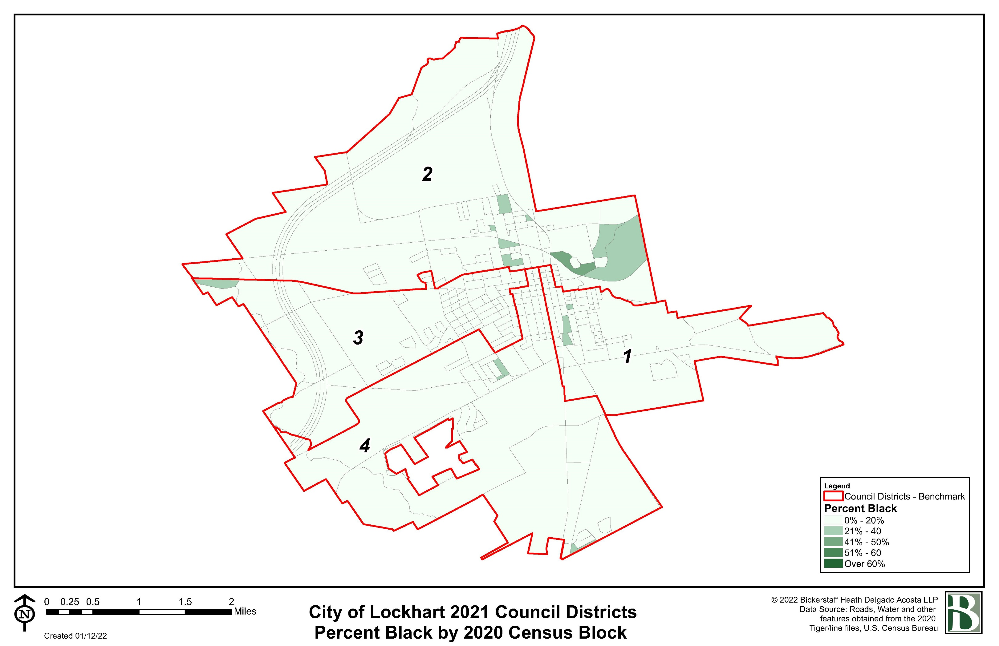 2
3
1
4
Legend
Council Districts - Benchmark
Percent Black
0% - 20%
21% - 40
41% - 50%
51% - 60
Over 60%
N
0 0.25 0.5 1 1.5 2
Miles
Created 01/12/22
City of Lockhart 2021 Council Districts
Percent Black by 2020 Census Block
© 2022 Bickerstaff Heath Delgado Acosta LLP
Data Source: Roads, Water and other
features obtained from the 2020
Tiger/line files, U.S. Census Bureau
B